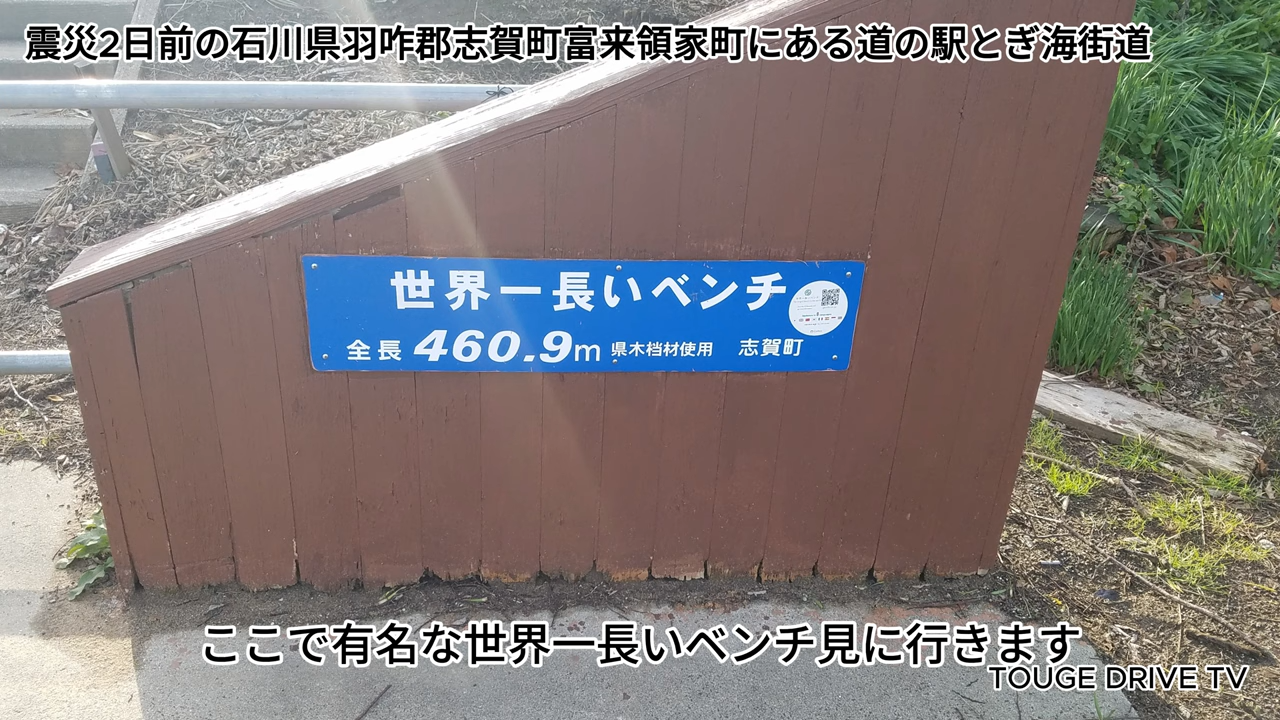 震災2日前の石川県羽咋郡志賀町富来領家町にある道の駅とぎ海街道
世界一長いベンチ
全長 460.9m 県木档材使用 志賀町
ここで有名な世界一長いベンチ見に行きます
TOUGE DRIVE TV